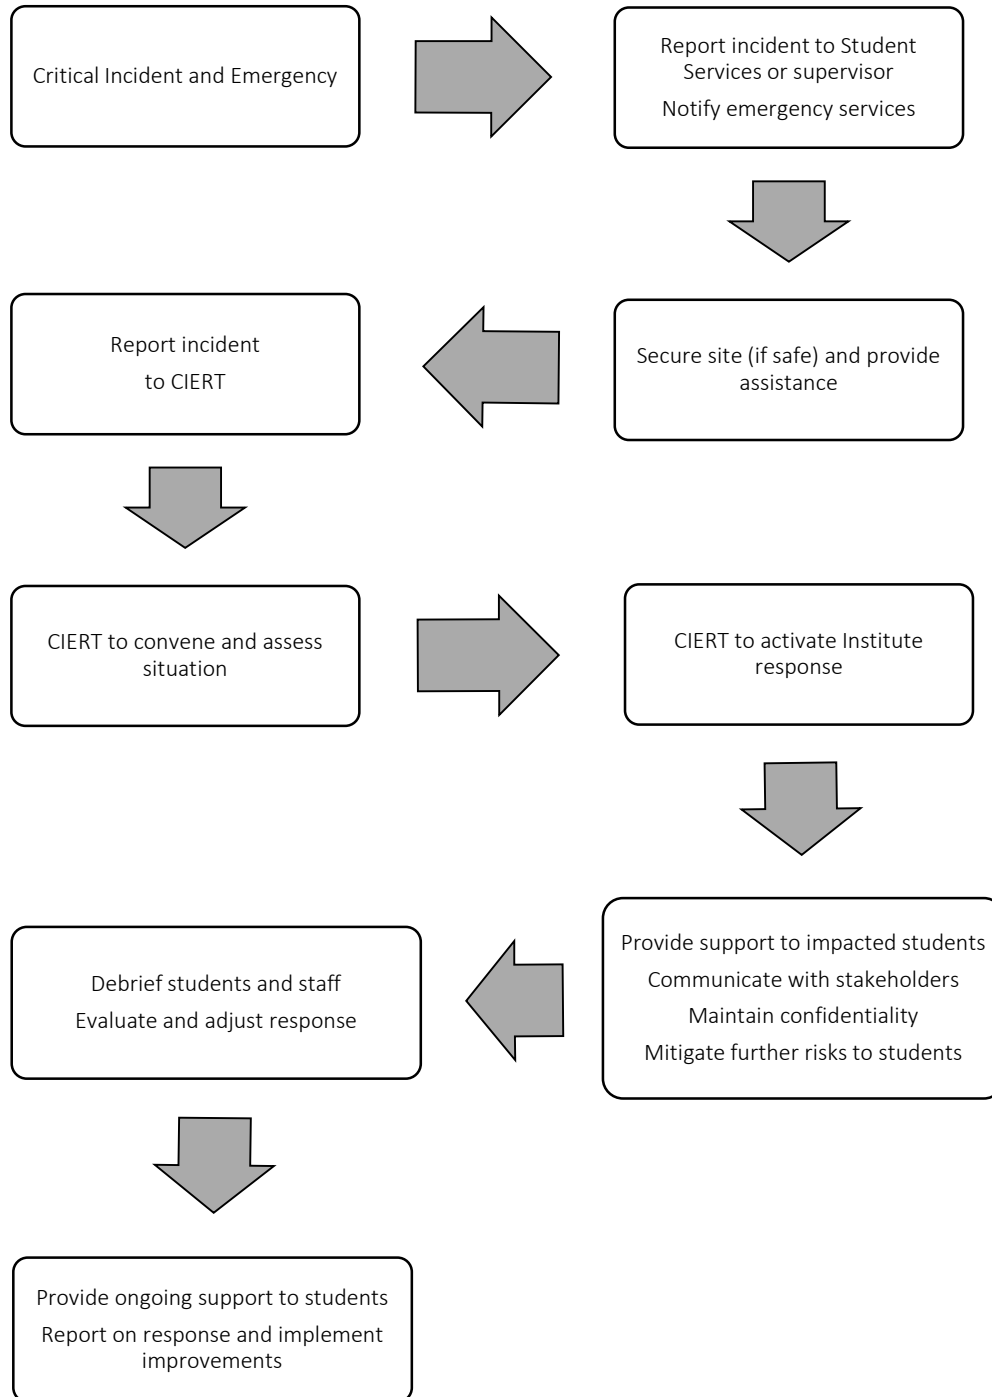 Critical Incident and Emergency
Report incident to Student
Services or supervisor
Notify emergency services
Secure site (if safe) and provide
assistance
Report incident
to CIERT
CIERT to convene and assess
situation
CIERT to activate Institute
response
Provide support to impacted students
Communicate with stakeholders
Maintain confidentiality
Mitigate further risks to students
Debrief students and staff
Evaluate and adjust response
Provide ongoing support to students
Report on response and implement
improvements